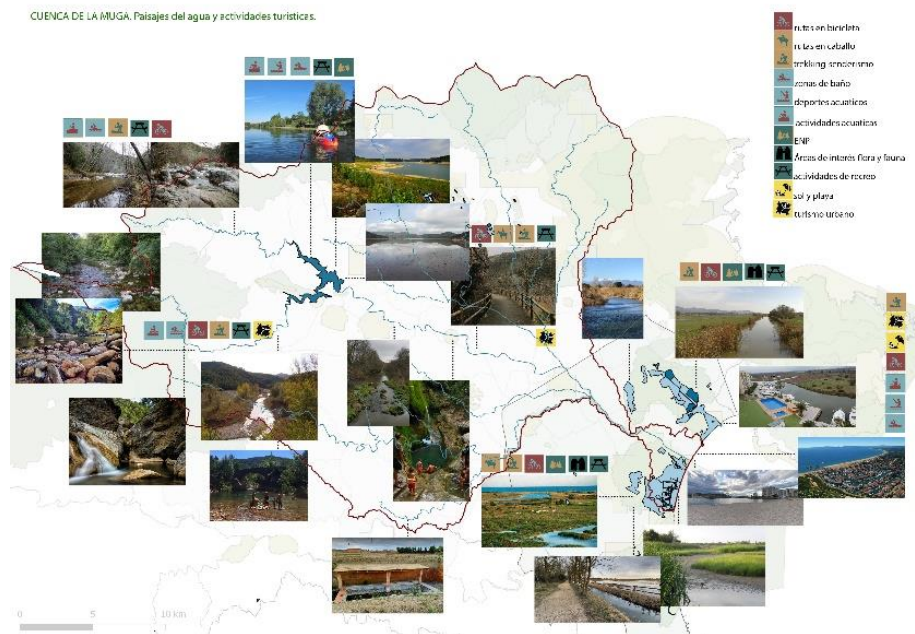 CUENCA DE LA MUGA. Paisajes del agua y actividades turísticas.
rutas en bicicleta
rutas en caballo
trekking senderismo
zonas de baño
deportes acuaticos
actividades acuaticas
ENP
Áreas de interés flora y fauna
actividades de recreo
sol y playa
turismo urbano
0 5 10 km